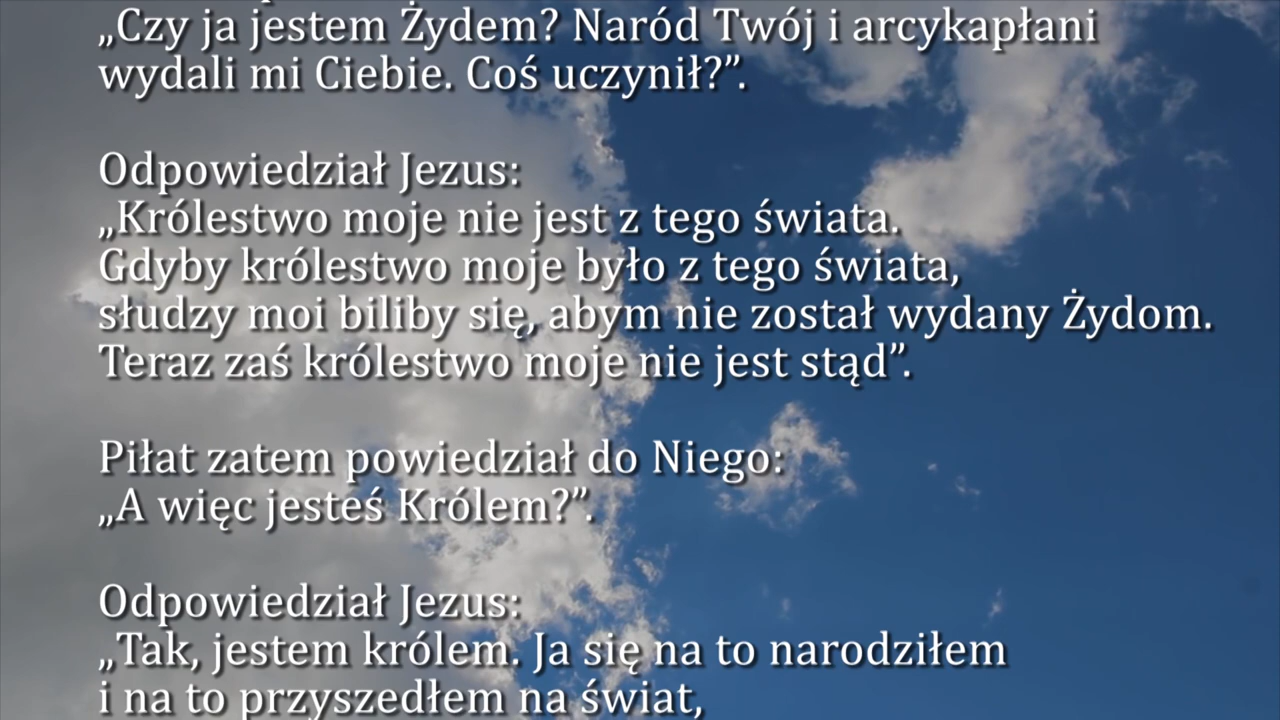 „Czy ja jestem Żydem? Naród Twój i arcykapłani
wydali mi Ciebie. Coś uczynił?”.
Odpowiedział Jezus:
„Królestwo moje nie jest z tego świata.
Gdyby królestwo moje było z tego świata,
słudzy moi biliby się, abym nie został wydany Żydom.
Teraz zaś królestwo moje nie jest stąd”.
Piłat zatem powiedział do Niego:
„A więc jesteś Królem?”.
Odpowiedział Jezus:
„Tak, jestem królem. Ja się na to narodziłem
i na to przyszedłem na świat,